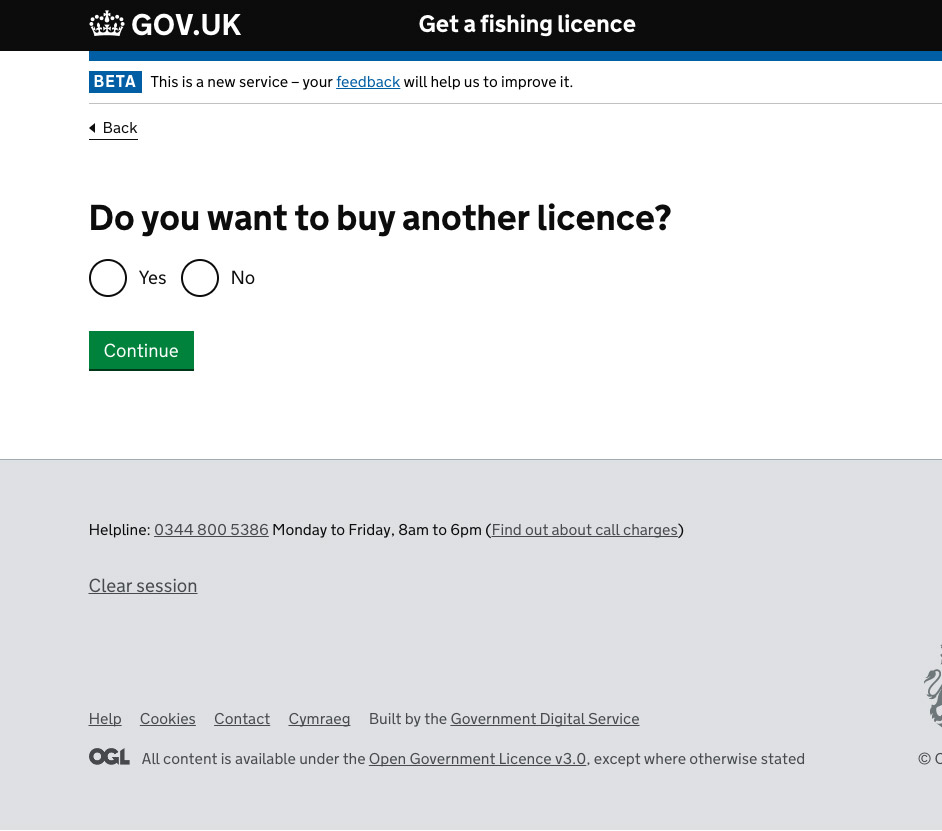 GOV.UK Get a fishing licence
BETA This is a new service – your feedback will help us to improve it.
Back
Do you want to buy another licence?
Yes No
Continue
Helpline: 0344 800 5386 Monday to Friday, 8am to 6pm (Find out about call charges)
Clear session
Help Cookies Contact Cymraeg Built by the Government Digital Service
OGL All content is available under the Open Government Licence v3.0, except where otherwise stated
©